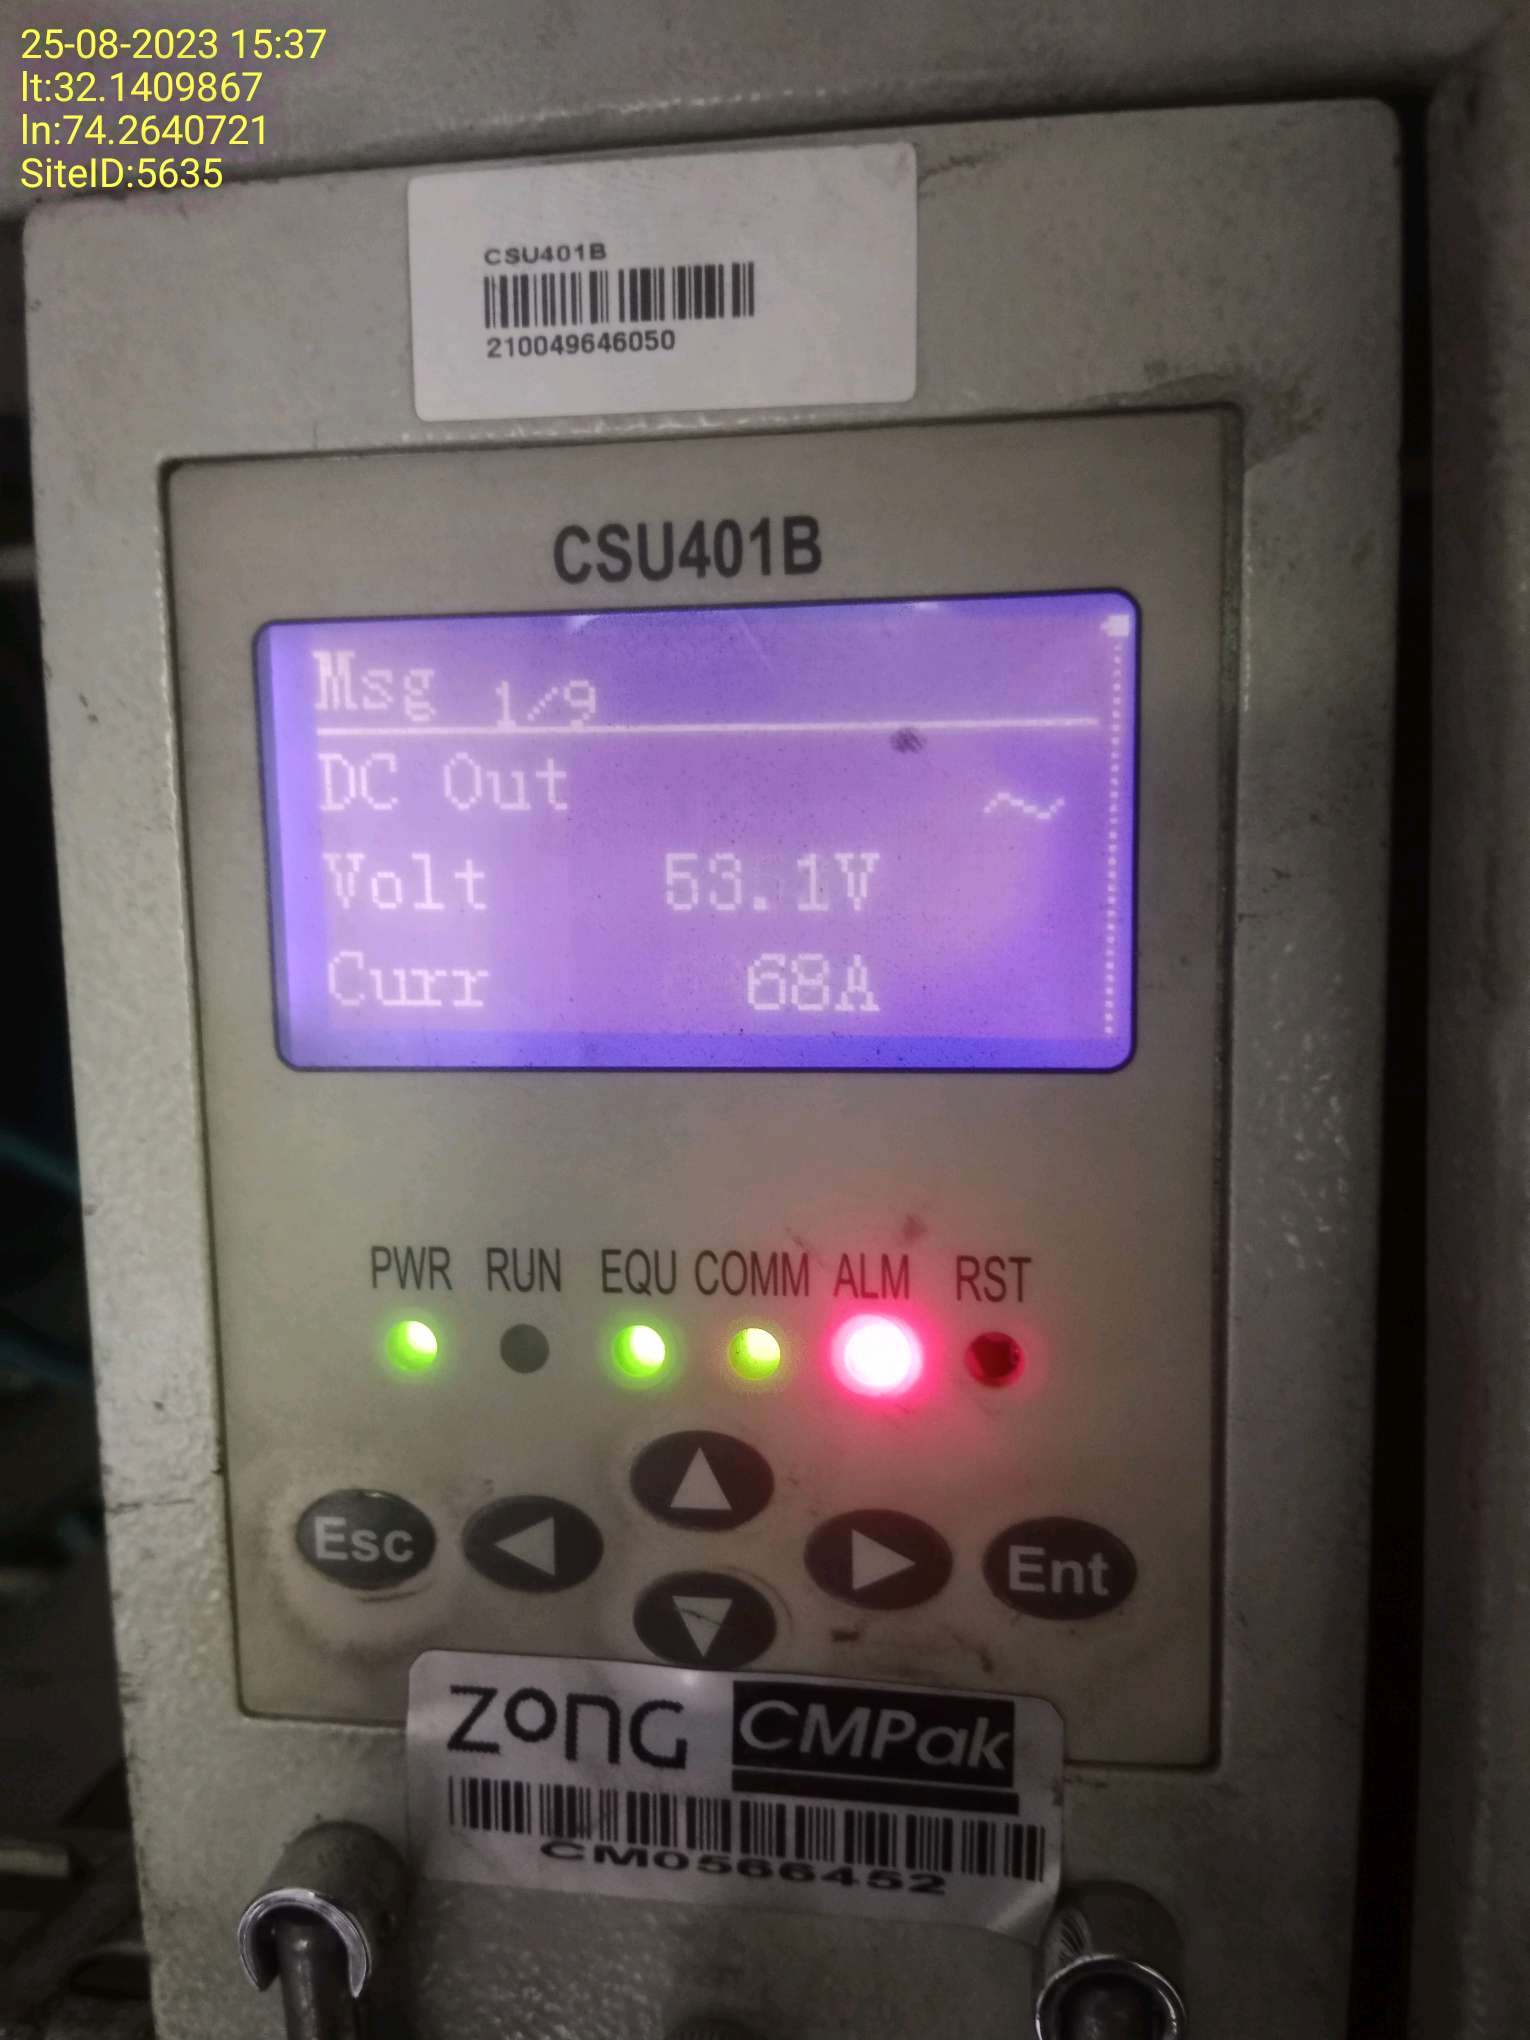 25-08-2023 15:37
lt:32.1409867
ln:74.2640721
SiteID:5635
CSU401B
210049646050
CSU401B
Msg 1/9
DC Out ~
Volt 53.1V
Curr 68A
PWR RUN EQU COMM ALM RST
Esc Ent
ZONG CMPak
CM0566452